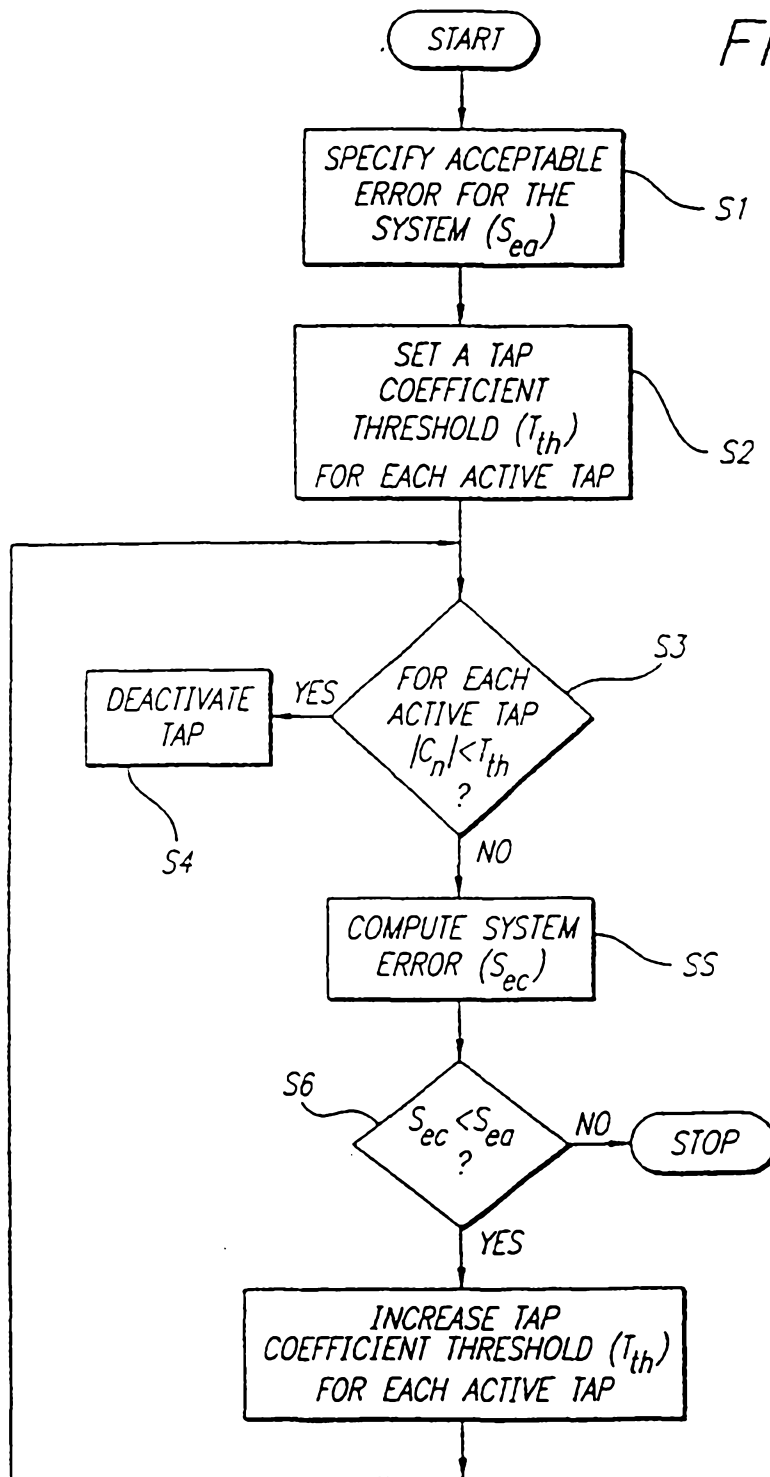 START
FI
SPECIFY ACCEPTABLE
ERROR FOR THE
SYSTEM (S_ea)
S1
SET A TAP
COEFFICIENT
THRESHOLD (T_th)
FOR EACH ACTIVE TAP
S2
S3
FOR EACH
ACTIVE TAP
|C_n|<T_th
?
YES
DEACTIVATE
TAP
S4
NO
COMPUTE SYSTEM
ERROR (S_ec)
SS
S6
S_ec<S_ea
?
NO
STOP
YES
INCREASE TAP
COEFFICIENT THRESHOLD (T_th)
FOR EACH ACTIVE TAP